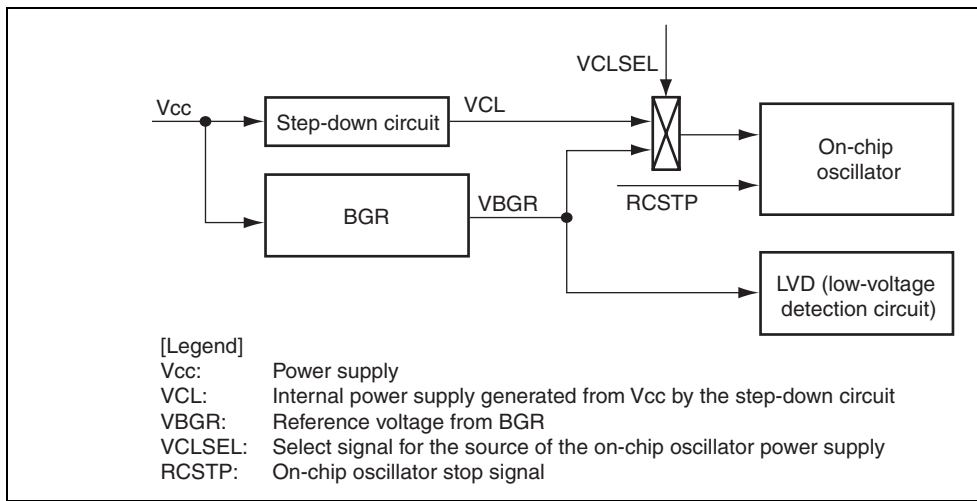 VCLSEL
Vcc
Step-down circuit
VCL
On-chip
oscillator
BGR
VBGR
RCSTP
LVD (low-voltage
detection circuit)
[Legend]
Vcc: Power supply
VCL: Internal power supply generated from Vcc by the step-down circuit
VBGR: Reference voltage from BGR
VCLSEL: Select signal for the source of the on-chip oscillator power supply
RCSTP: On-chip oscillator stop signal